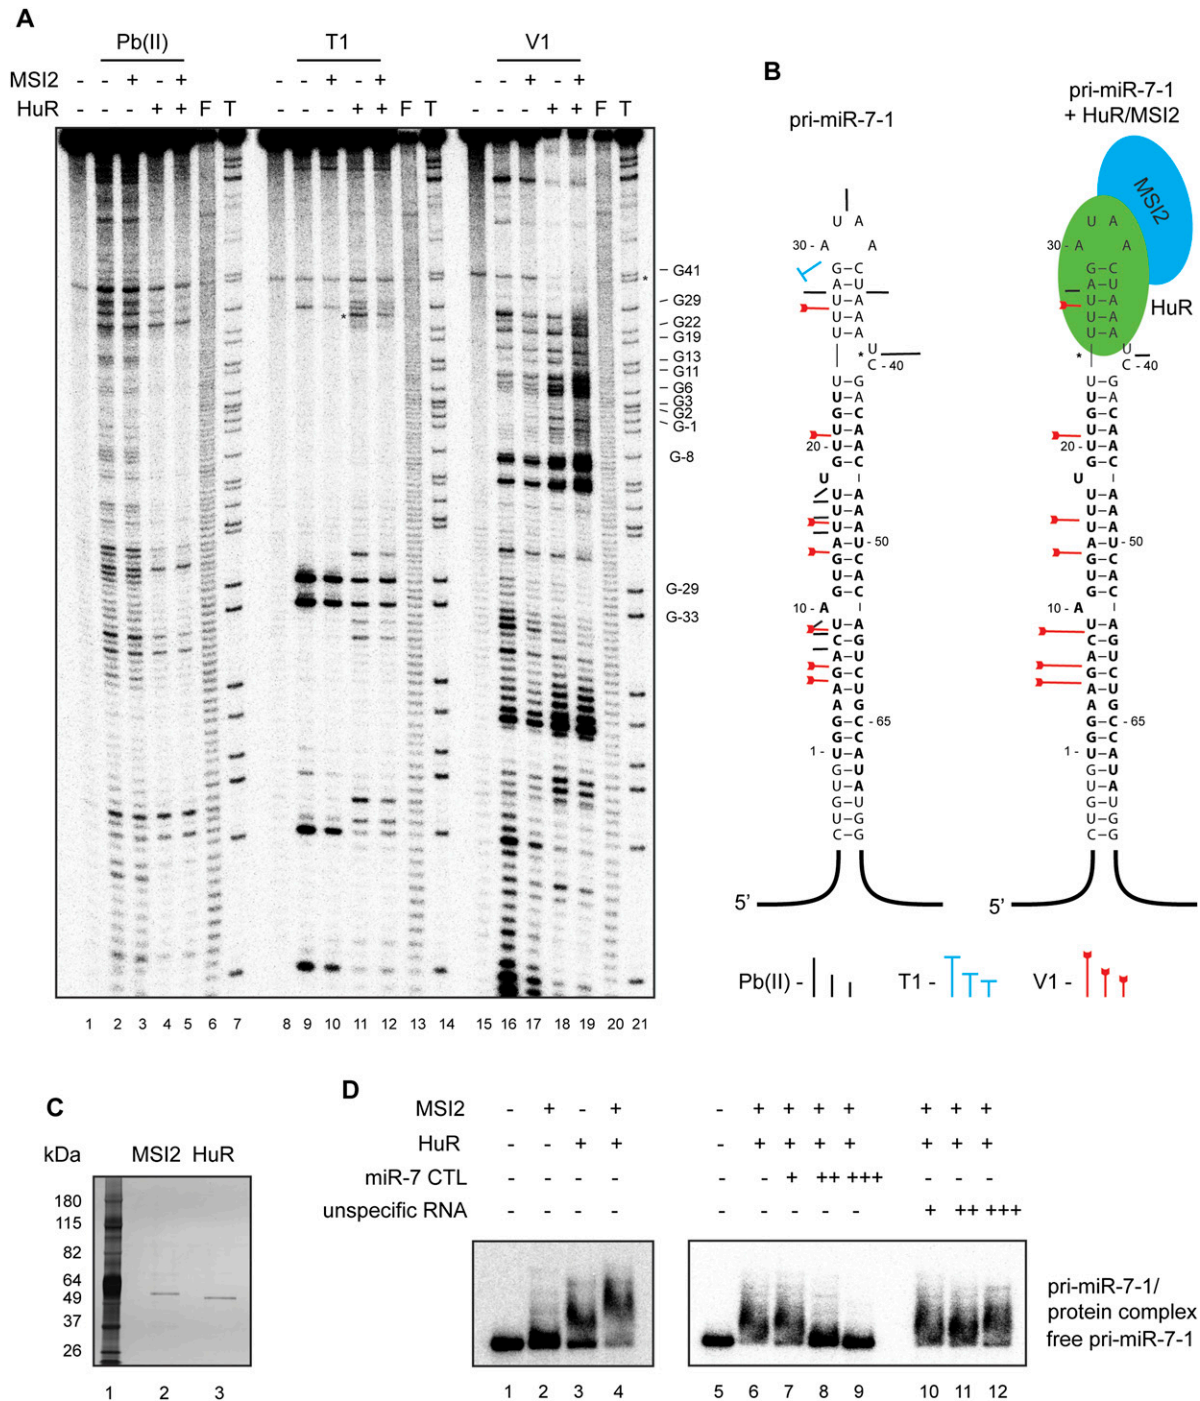 A
Pb(II) T1 V1
MSI2 - - + - + - - + - + - - + - +
HuR - - - + + F T - - - + + F T - - - + + F T
G41
*
G29
*
G22
G19
G13
G11
G6
G3
G2
G-1
G-8
G-29
G-33
1 2 3 4 5 6 7 8 9 10 11 12 13 14 15 16 17 18 19 20 21
B
pri-miR-7-1
pri-miR-7-1
+ HuR/MSI2
MSI2
HuR
U A
30 - A A
G–C
A–U
U–A
U–A
U–A
U
* C - 40
U–G A
U–A C
U–A
U–A
20 - G–C
U
U–A
U–A
U–A
A–U - 50
G–C
U–A
G–C
10 - A
U–A
C–G
A–U
G–C
A–U
A–G
G–C - 65
G–C
1 - U–A
G–U
U–A
G–U
U–G
C–G
5'
5'
Pb(II) -
T1 -
V1 -
C
kDa MSI2 HuR
180
115
82
64
49
37
26
1 2 3
D
MSI2 - + - + - + + + + + + +
HuR - - + + - + + + + + + +
miR-7 CTL - - - - - - + ++ +++ - - -
unspecific RNA - - - - - - - - - + ++ +++
pri-miR-7-1/
protein complex
free pri-miR-7-1
1 2 3 4 5 6 7 8 9 10 11 12